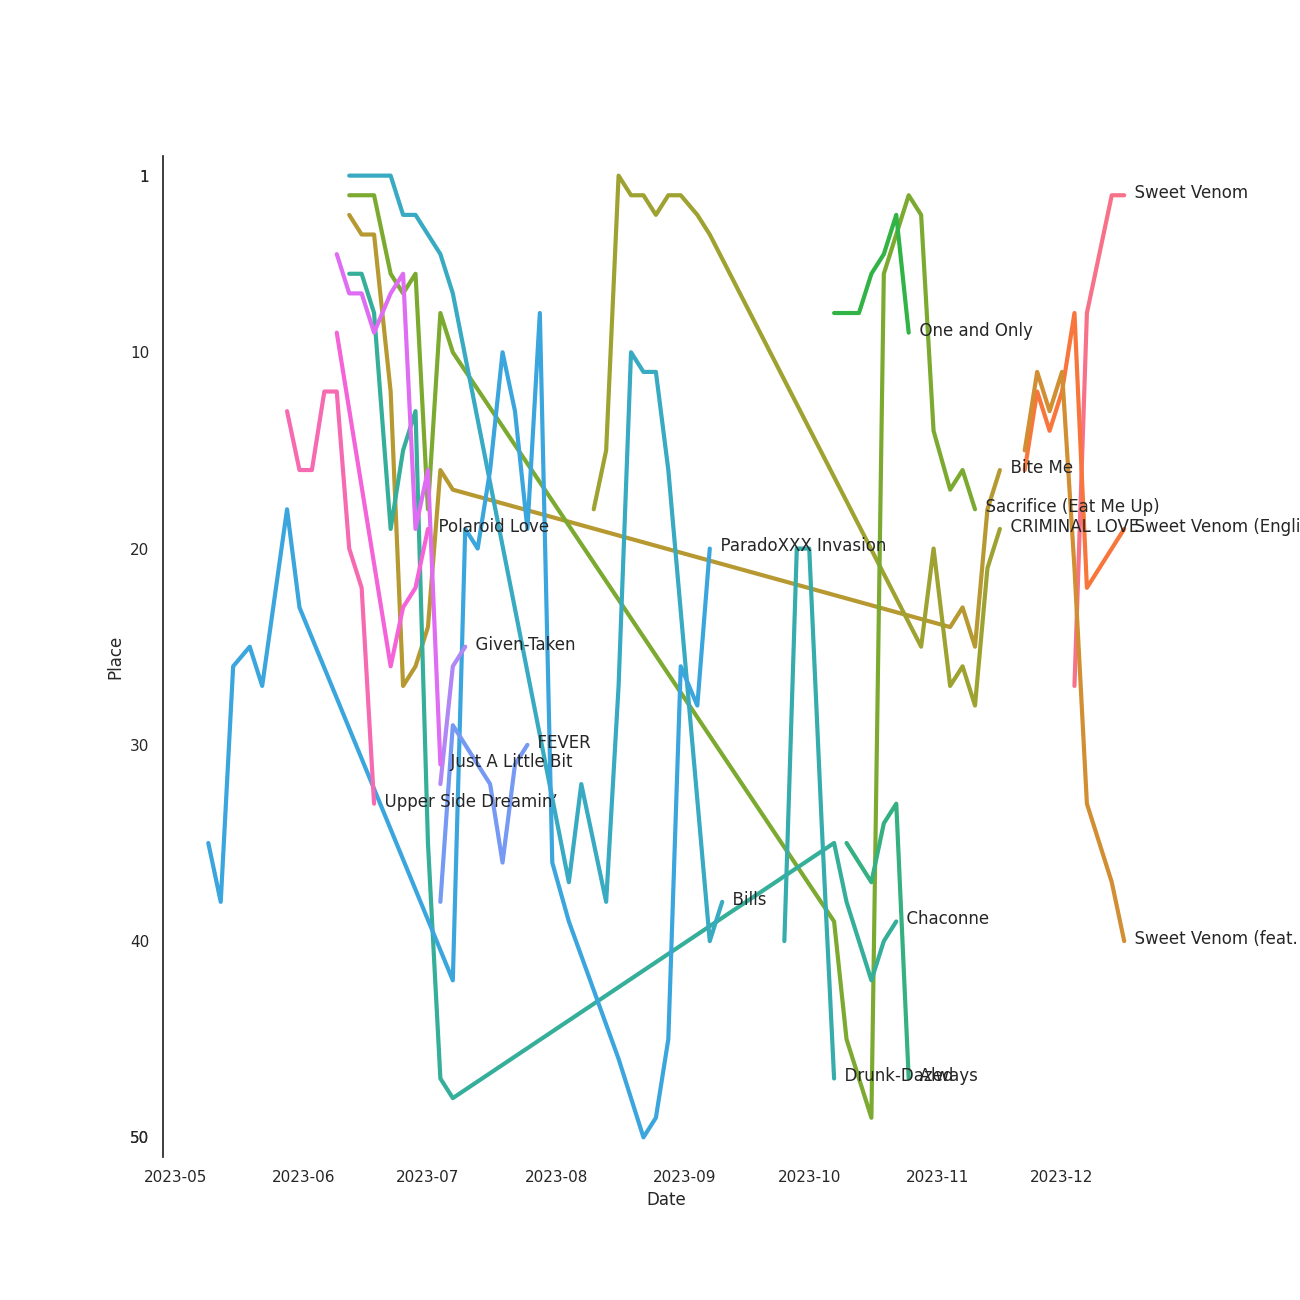 1
Sweet Venom
One and Only
10
Bite Me
Sacrifice (Eat Me Up)
Polaroid Love
CRIMINAL LOVE
Sweet Venom (Engli
ParadoXXX Invasion
20
Given-Taken
Place
FEVER
30
Just A Little Bit
Upper Side Dreamin’
Bills
Chaconne
40
Sweet Venom (feat.
Drunk-Dazed
Always
50
2023-05
2023-06
2023-07
2023-08
2023-09
2023-10
2023-11
2023-12
Date